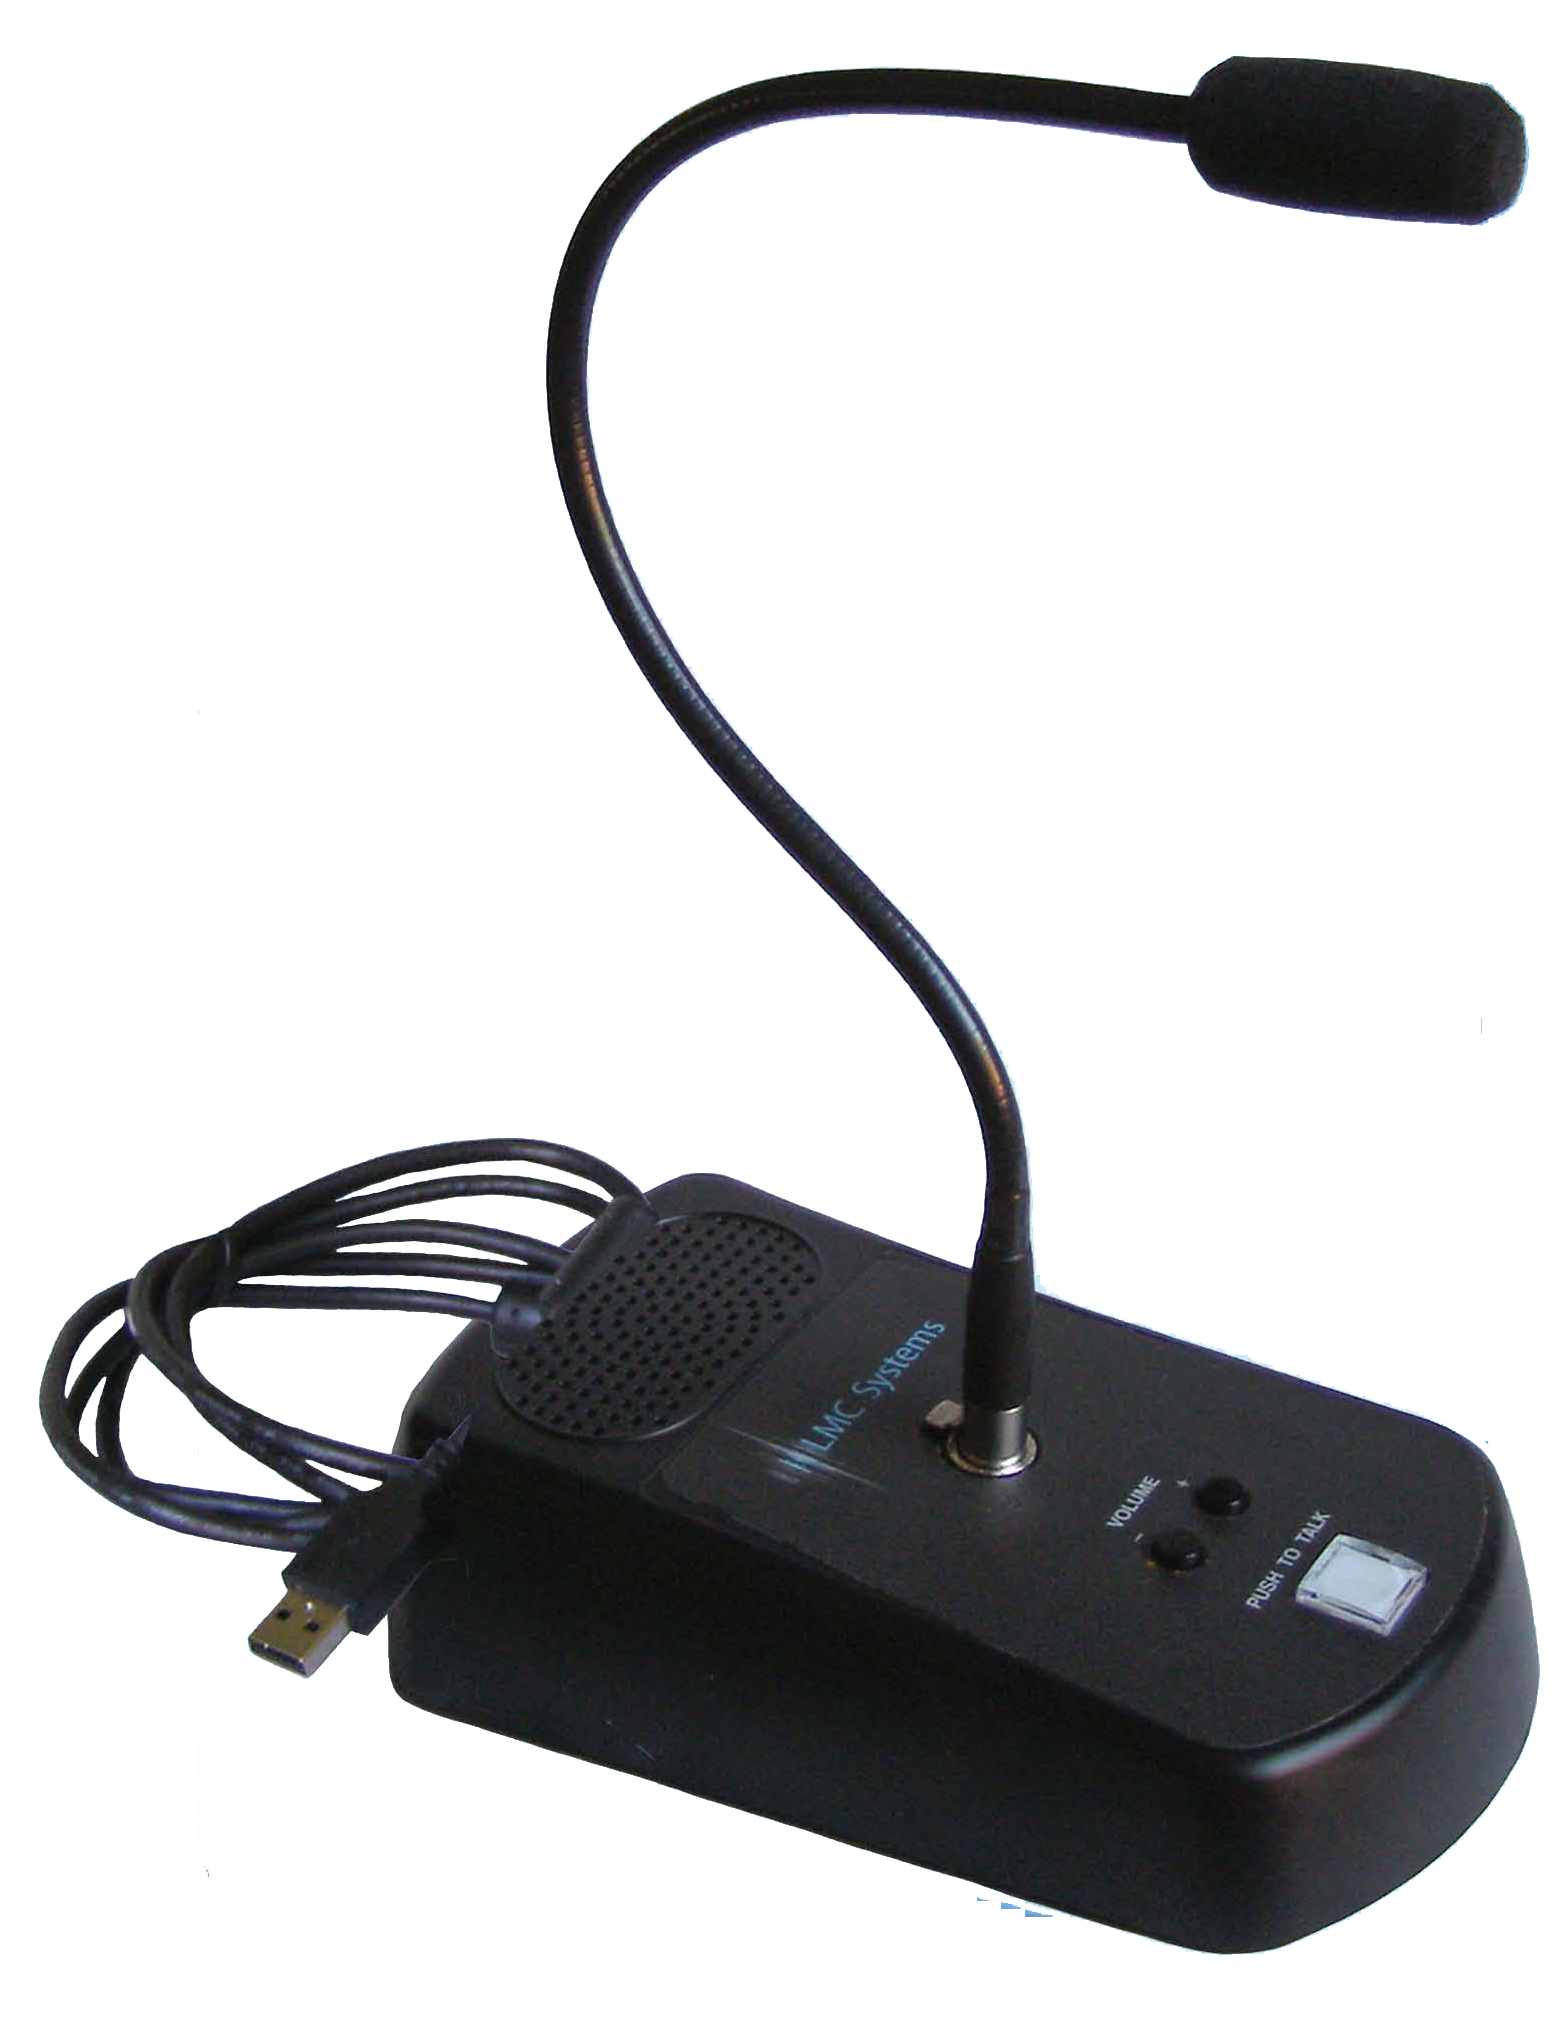 LMC Systems
VOLUME
- +
PUSH TO TALK